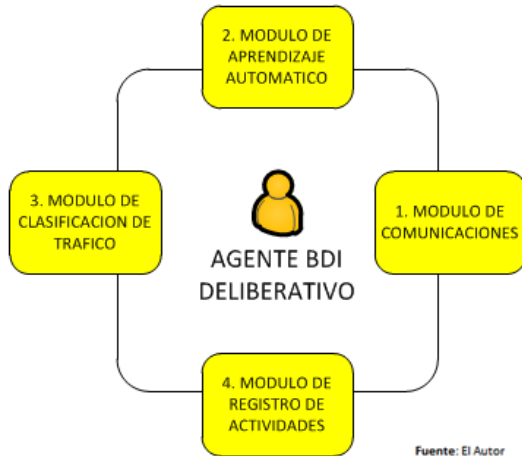 2. MODULO DE
APRENDIZAJE
AUTOMATICO
3. MODULO DE
CLASIFICACION DE
TRAFICO
1. MODULO DE
COMUNICACIONES
AGENTE BDI
DELIBERATIVO
4. MODULO DE
REGISTRO DE
ACTIVIDADES
Fuente: El Autor